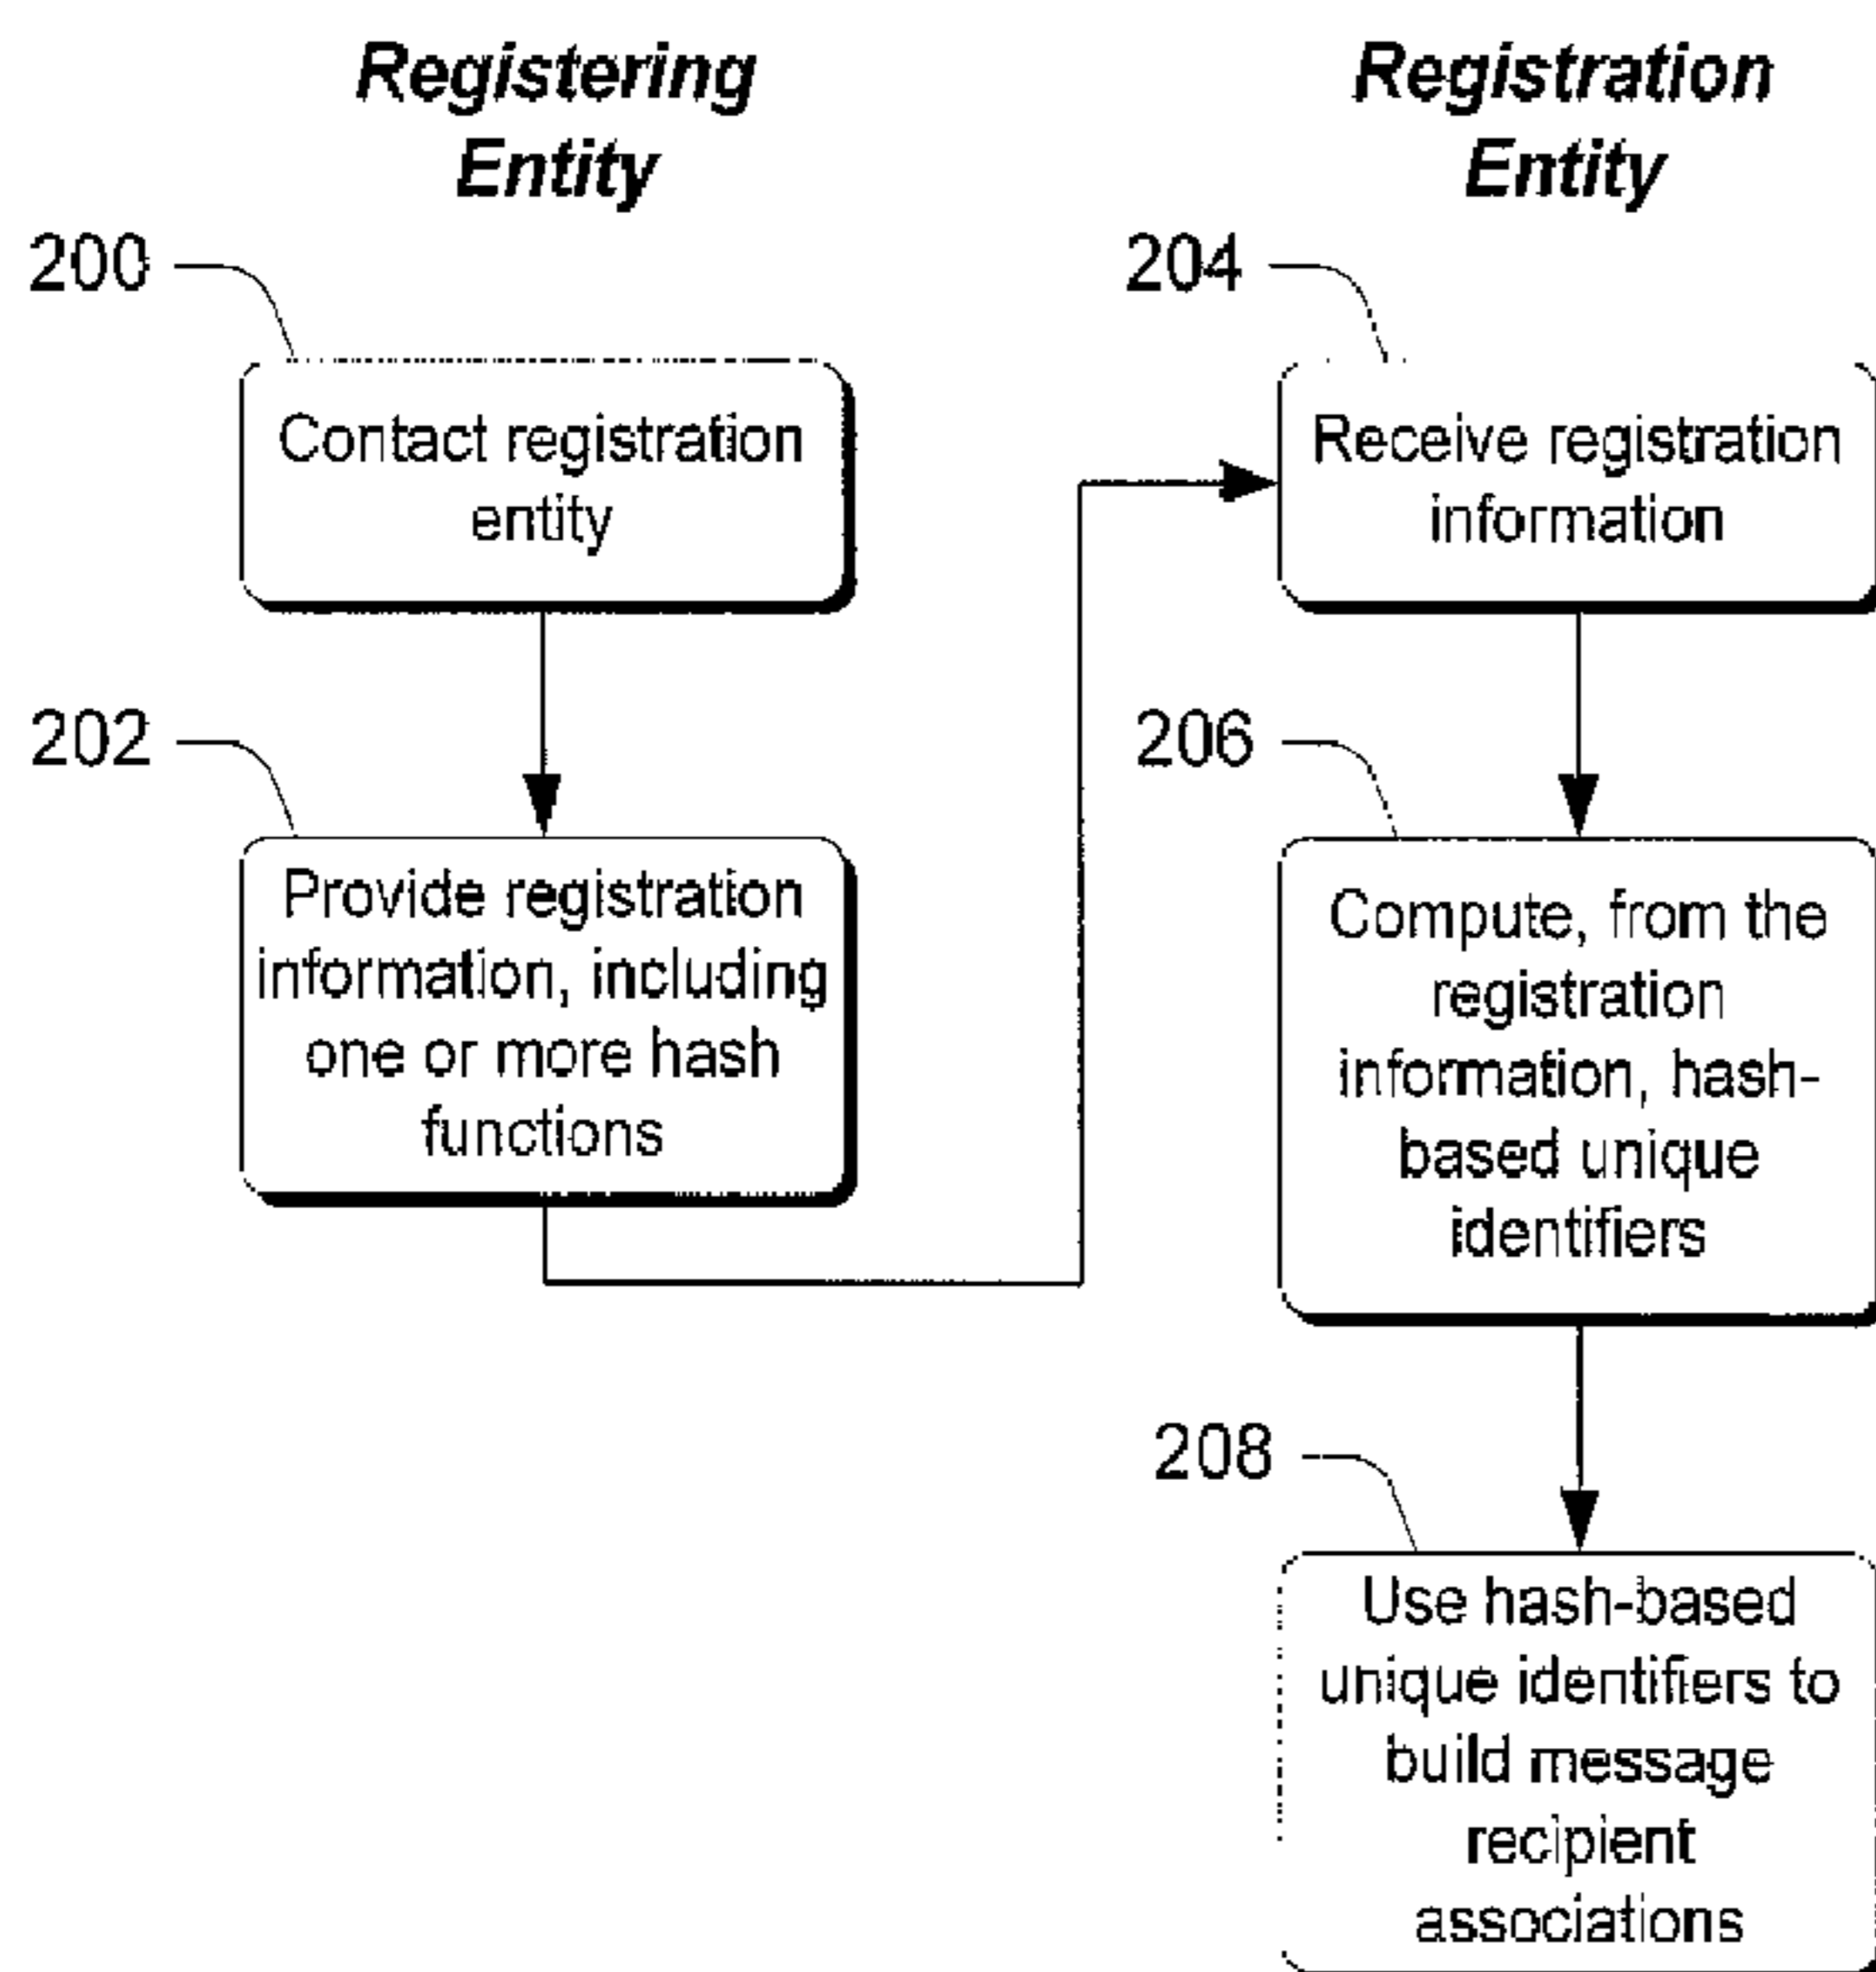 Registering
Entity
200
Contact registration
entity
202
Provide registration
information, including
one or more hash
functions
Registration
Entity
204
Receive registration
information
206
Compute, from the
registration
information, hash-
based unique
identifiers
208
Use hash-based
unique identifiers to
build message
recipient
associations